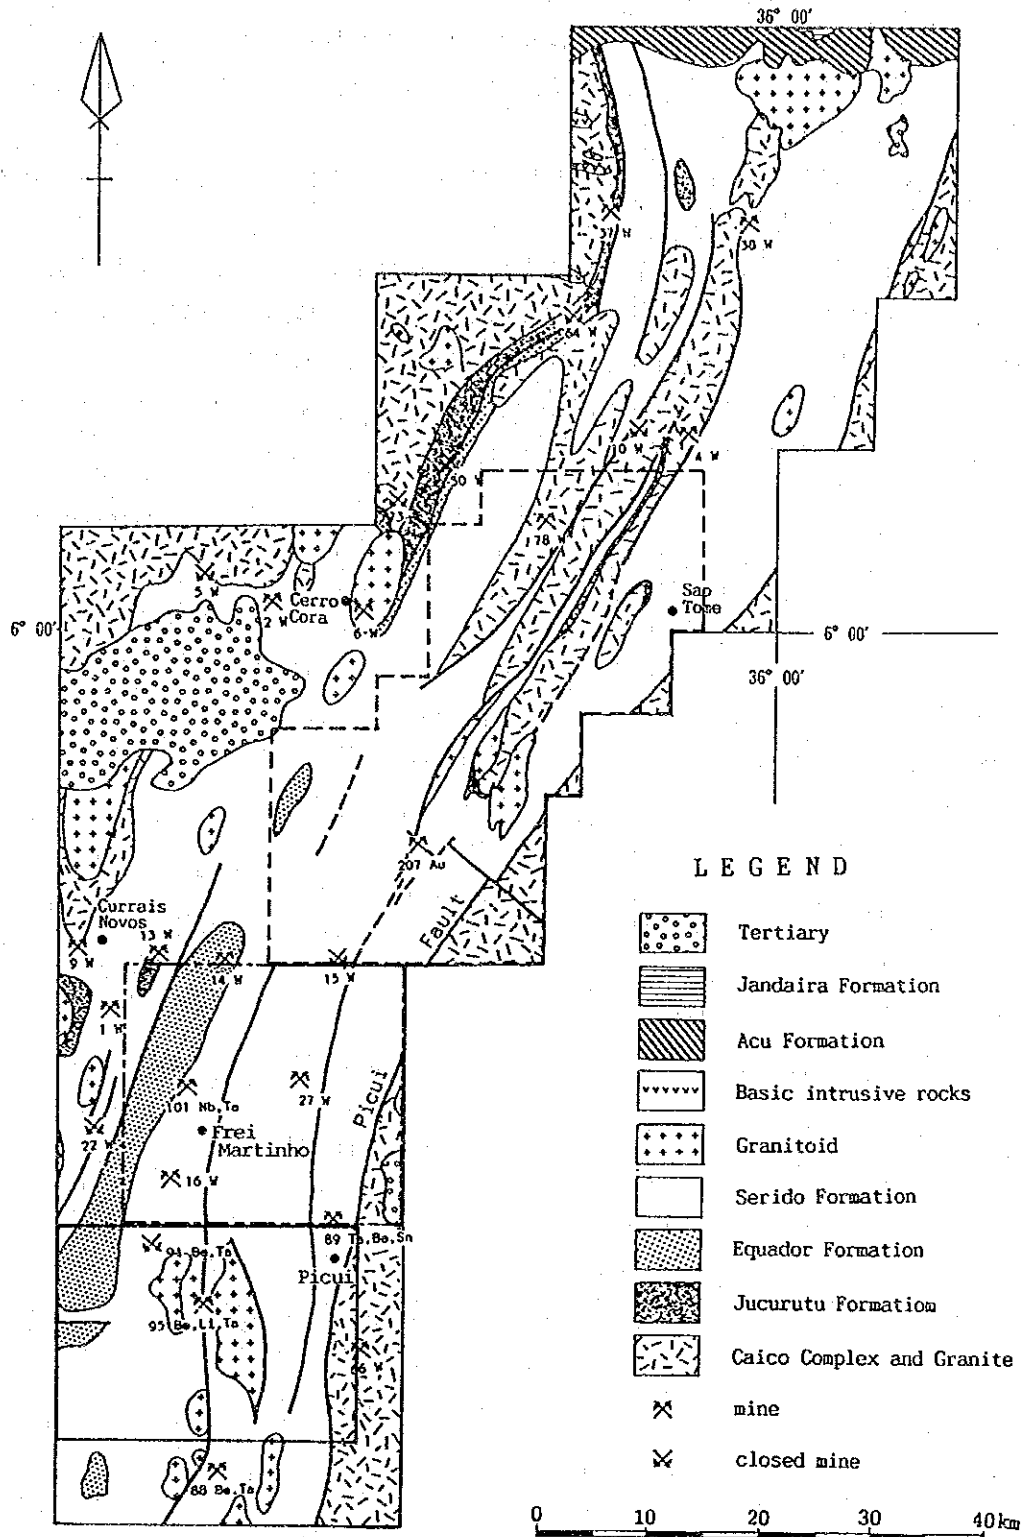 36° 00'
37 W
30 W
64 W
10 W
4 W
50 W
78 W
5 W
2 W
Cerro
Cora
6 W
Sao
Tome
6° 00'
6° 00'
36° 00'
207 Au
Fault
Currais
Novos
13 W
9 W
14 W
15 W
1 W
101 Nb,Ta
27 W
Picui
22 W
Frei
Martinho
16 W
89 Ta,Be,Sn
94 Be,Ta
Picui
95 Be,Li,Ta
66 W
88 Be,Ta
LEGEND
Tertiary
Jandaira Formation
Acu Formation
Basic intrusive rocks
Granitoid
Serido Formation
Equador Formation
Jucurutu Formatiom
Caico Complex and Granite
mine
closed mine
0 10 20 30 40 km